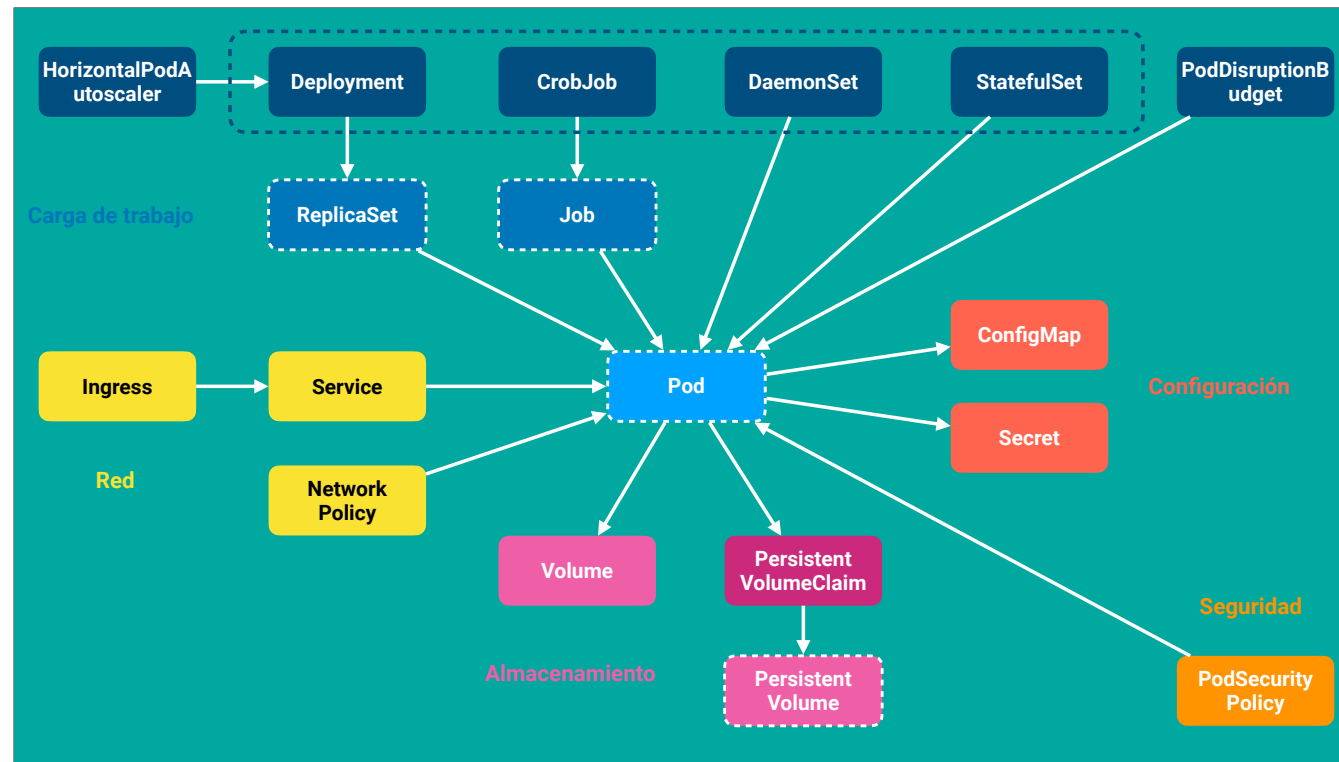 HorizontalPodA
utoscaler
Deployment
CrobJob
DaemonSet
StatefulSet
PodDisruptionB
udget
Carga de trabajo
ReplicaSet
Job
ConfigMap
Ingress
Service
Pod
Configuración
Secret
Red
Network
Policy
Volume
Persistent
VolumeClaim
Seguridad
Almacenamiento
Persistent
Volume
PodSecurity
Policy